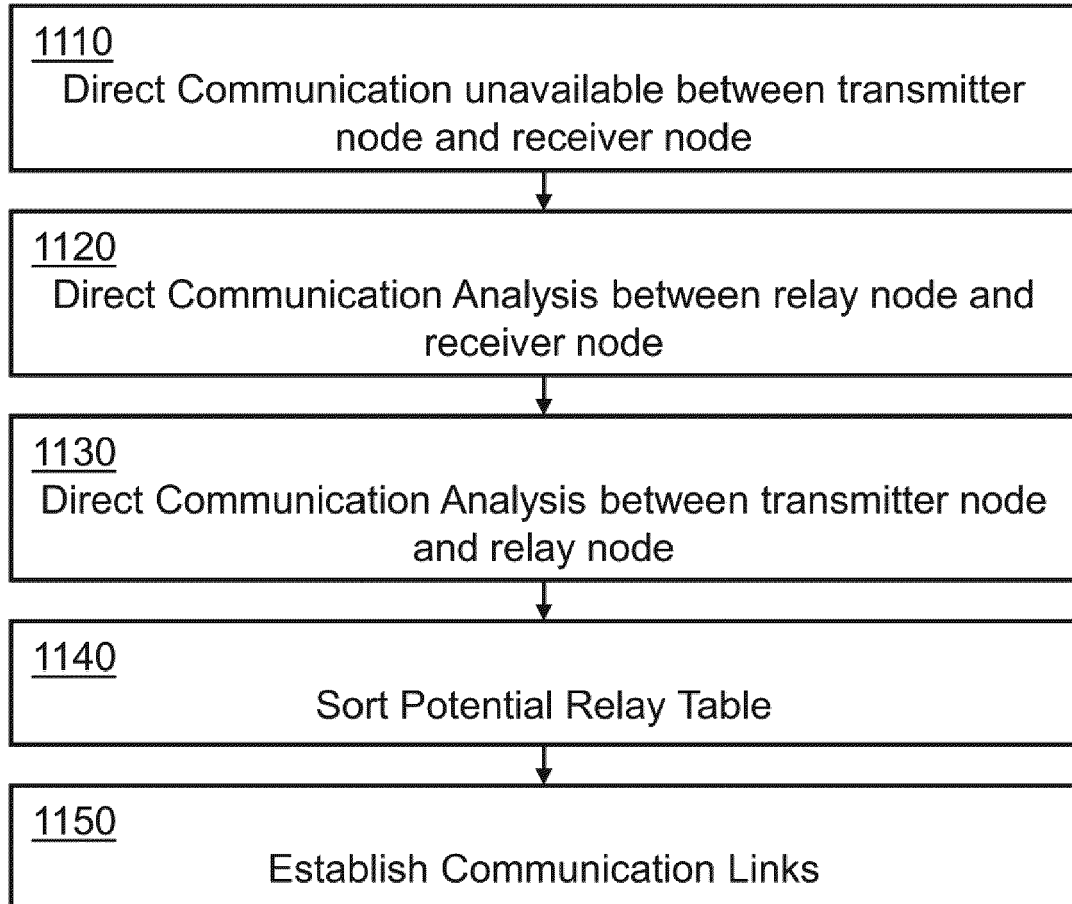 1110
Direct Communication unavailable between transmitter
node and receiver node
1120
Direct Communication Analysis between relay node and
receiver node
1130
Direct Communication Analysis between transmitter node
and relay node
1140
Sort Potential Relay Table
1150
Establish Communication Links